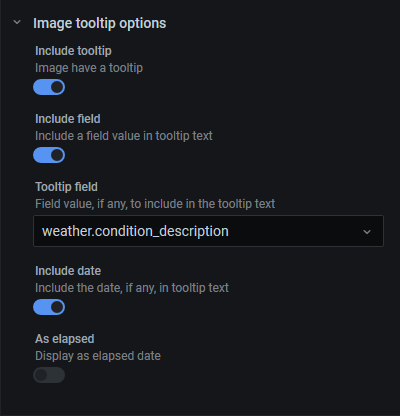 Image tooltip options
Include tooltip
Image have a tooltip
Include field
Include a field value in tooltip text
Tooltip field
Field value, if any, to include in the tooltip text
weather.condition_description
Include date
Include the date, if any, in tooltip text
As elapsed
Display as elapsed date